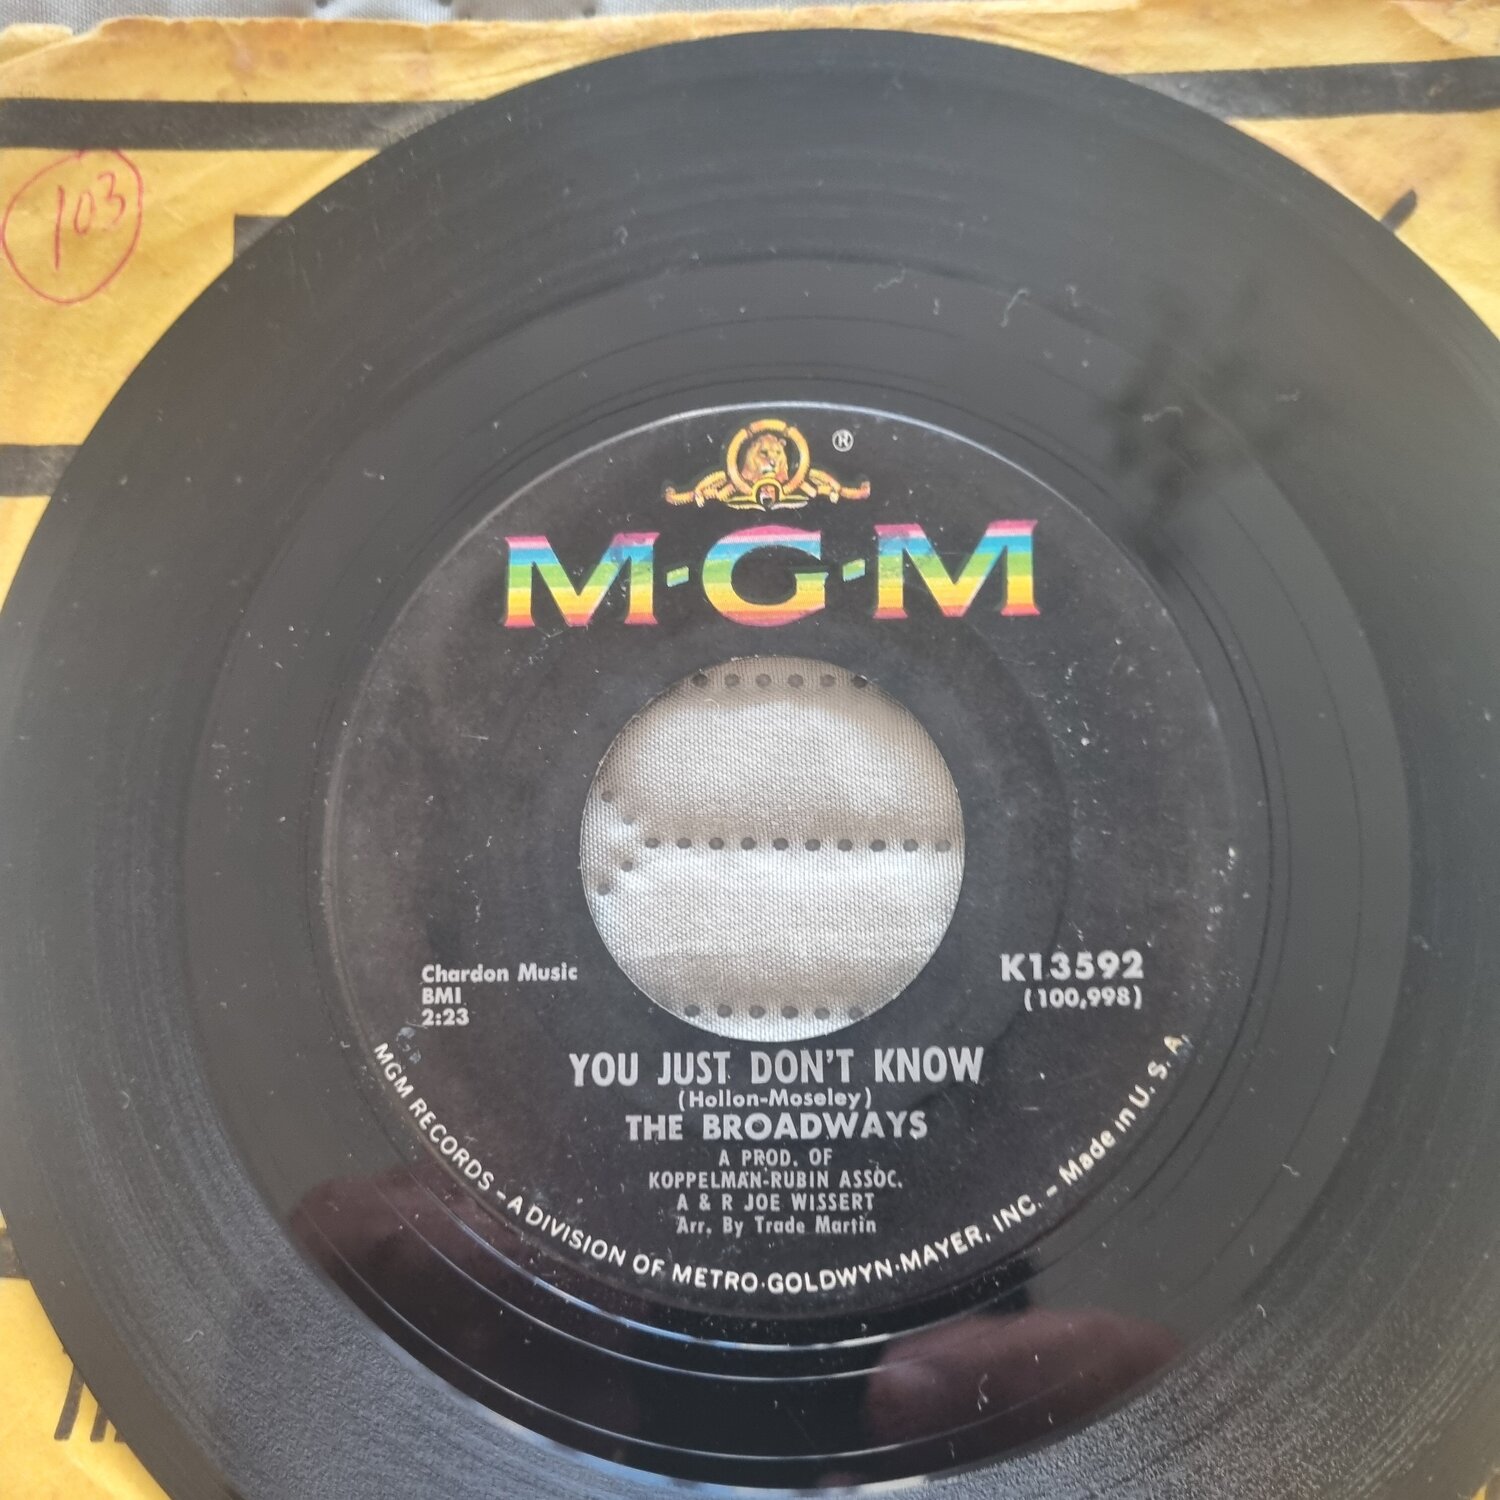 103
®
M·G·M
Chardon Music
BMI
2:23
K13592
(100,998)
YOU JUST DON'T KNOW
(Hollon-Moseley)
THE BROADWAYS
A PROD. OF
KOPPELMAN-RUBIN ASSOC.
A & R JOE WISSERT
Arr. By Trade Martin
MGM RECORDS – A DIVISION OF METRO·GOLDWYN·MAYER, INC. – Made in U. S. A.